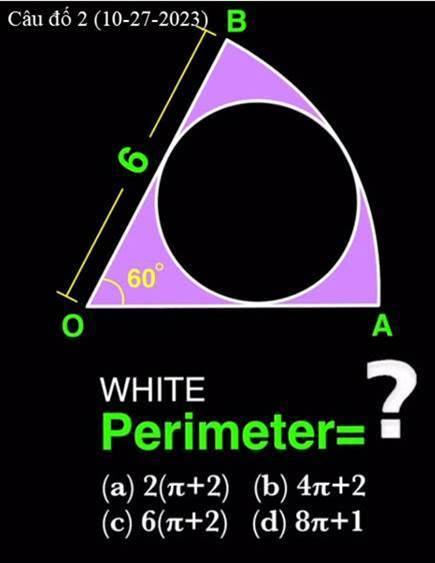 Câu đố 2 (10-27-2023)
B
6
60°
O
A
WHITE
Perimeter= ?
(a) 2(π+2) (b) 4π+2
(c) 6(π+2) (d) 8π+1